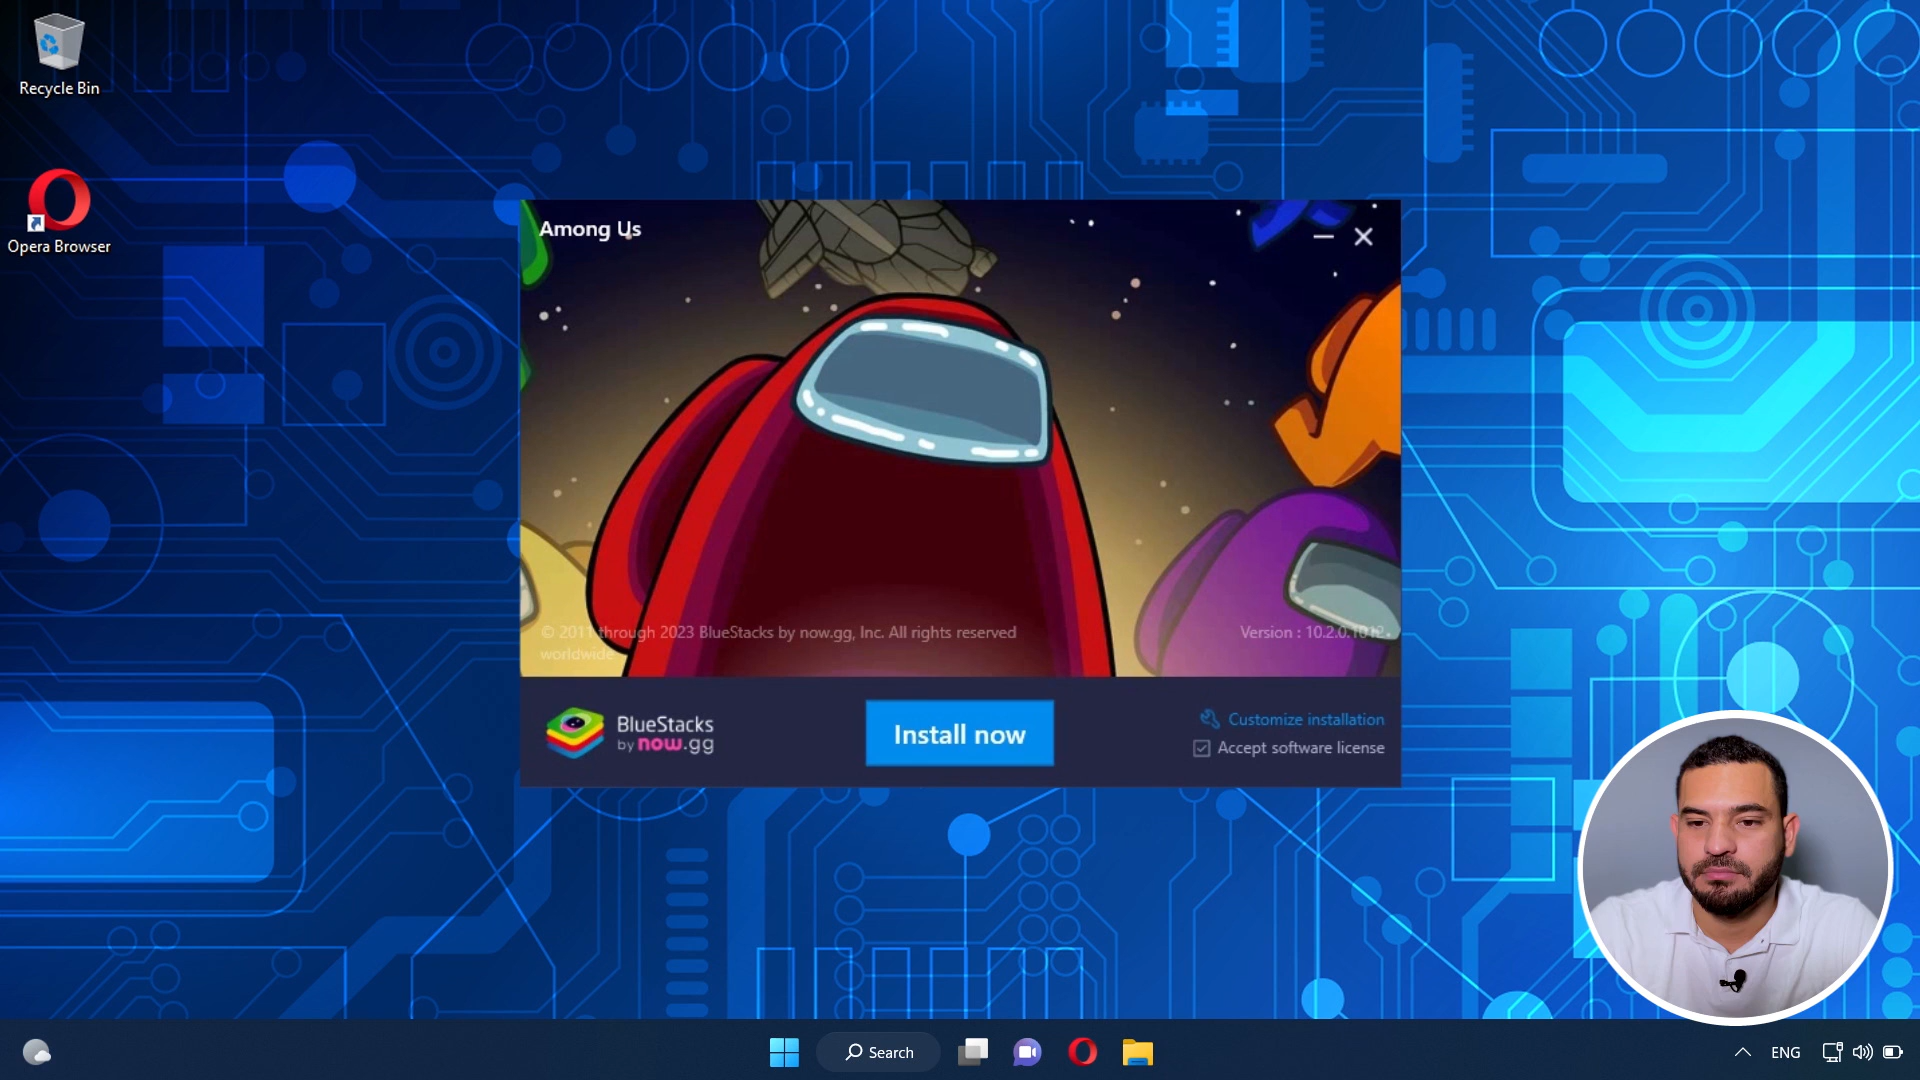 Recycle Bin
Opera Browser
Among Us
© 2011 through 2023 BlueStacks by now.gg, Inc. All rights reserved
worldwide
Version : 10.2.0.1012
BlueStacks
by now.gg
Install now
Customize installation
Accept software license
Search
ENG